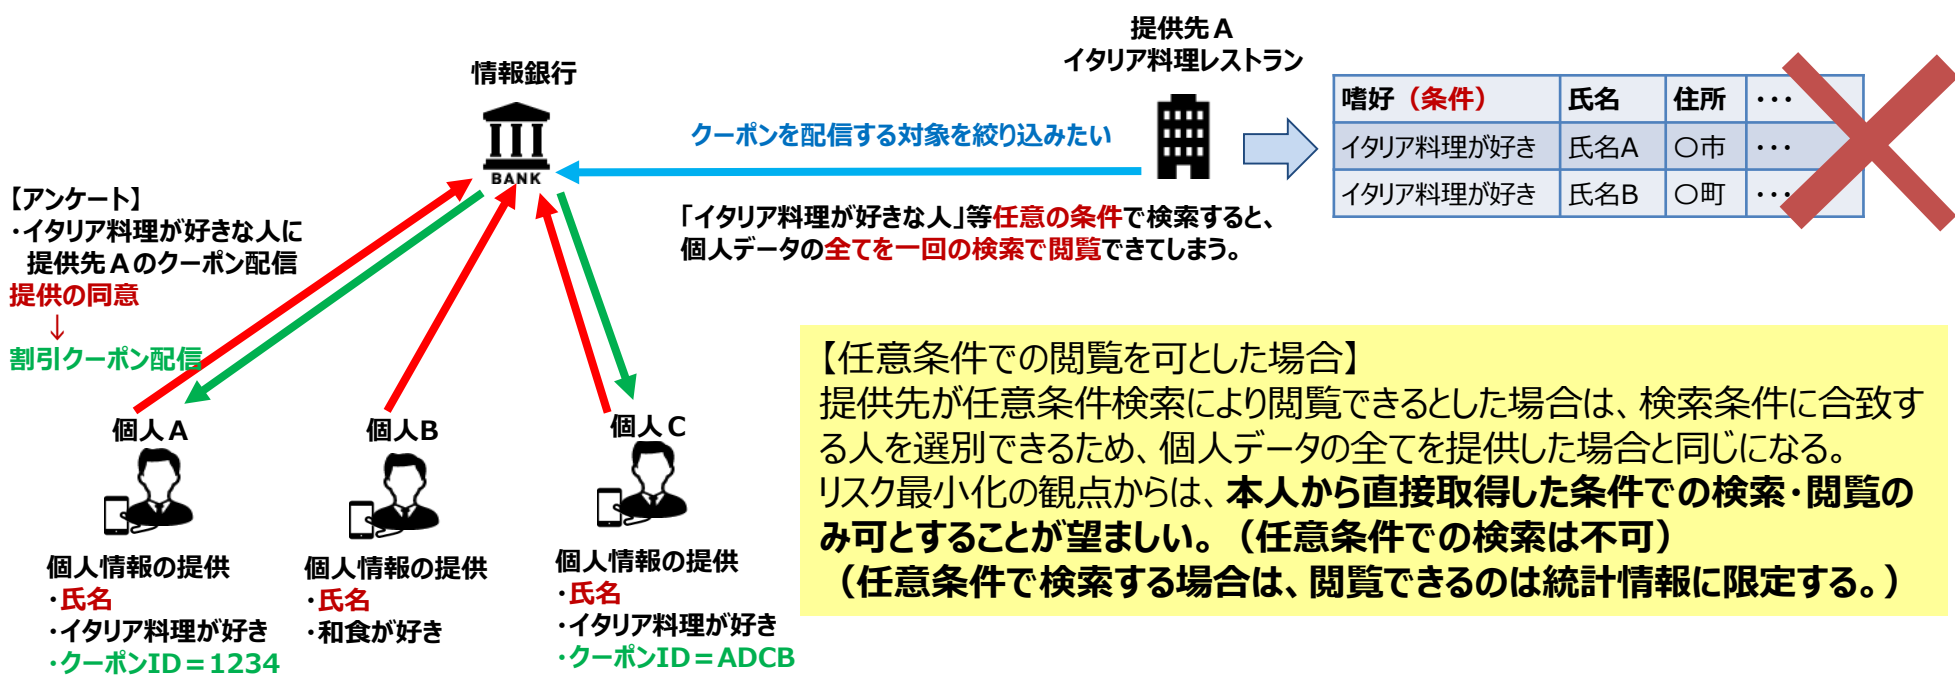 提供先A
イタリア料理レストラン
情報銀行
BANK
クーポンを配信する対象を絞り込みたい
嗜好（条件） 氏名 住所 ・・・
イタリア料理が好き 氏名A 〇市 ・・・
イタリア料理が好き 氏名B 〇町 ・・・
【アンケート】
・イタリア料理が好きな人に
提供先Aのクーポン配信
提供の同意
↓
割引クーポン配信
「イタリア料理が好きな人」等任意の条件で検索すると、
個人データの全てを一回の検索で閲覧できてしまう。
個人A
個人B
個人C
個人情報の提供
・氏名
・イタリア料理が好き
・クーポンID＝1234
個人情報の提供
・氏名
・和食が好き
個人情報の提供
・氏名
・イタリア料理が好き
・クーポンID＝ADCB
【任意条件での閲覧を可とした場合】
提供先が任意条件検索により閲覧できるとした場合は、検索条件に合致す
る人を選別できるため、個人データの全てを提供した場合と同じになる。
リスク最小化の観点からは、本人から直接取得した条件での検索・閲覧の
み可とすることが望ましい。（任意条件での検索は不可）
（任意条件で検索する場合は、閲覧できるのは統計情報に限定する。）